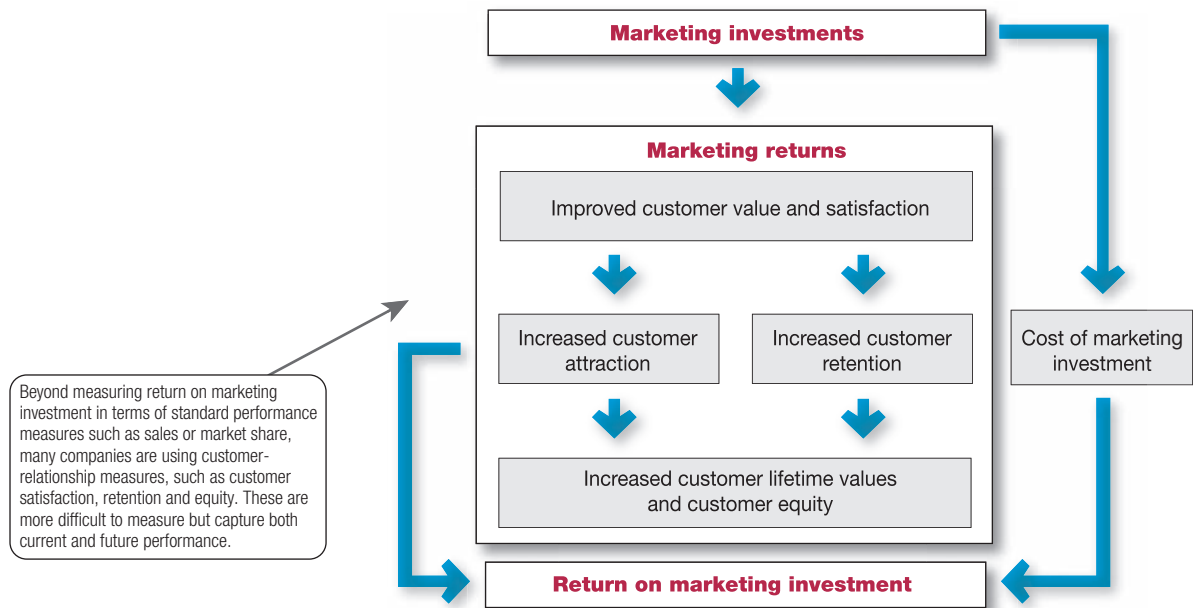 Marketing investments
Marketing returns
Improved customer value and satisfaction
Increased customer
attraction
Increased customer
retention
Cost of marketing
investment
Beyond measuring return on marketing
investment in terms of standard performance
measures such as sales or market share,
many companies are using customer-
relationship measures, such as customer
satisfaction, retention and equity. These are
more difficult to measure but capture both
current and future performance.
Increased customer lifetime values
and customer equity
Return on marketing investment